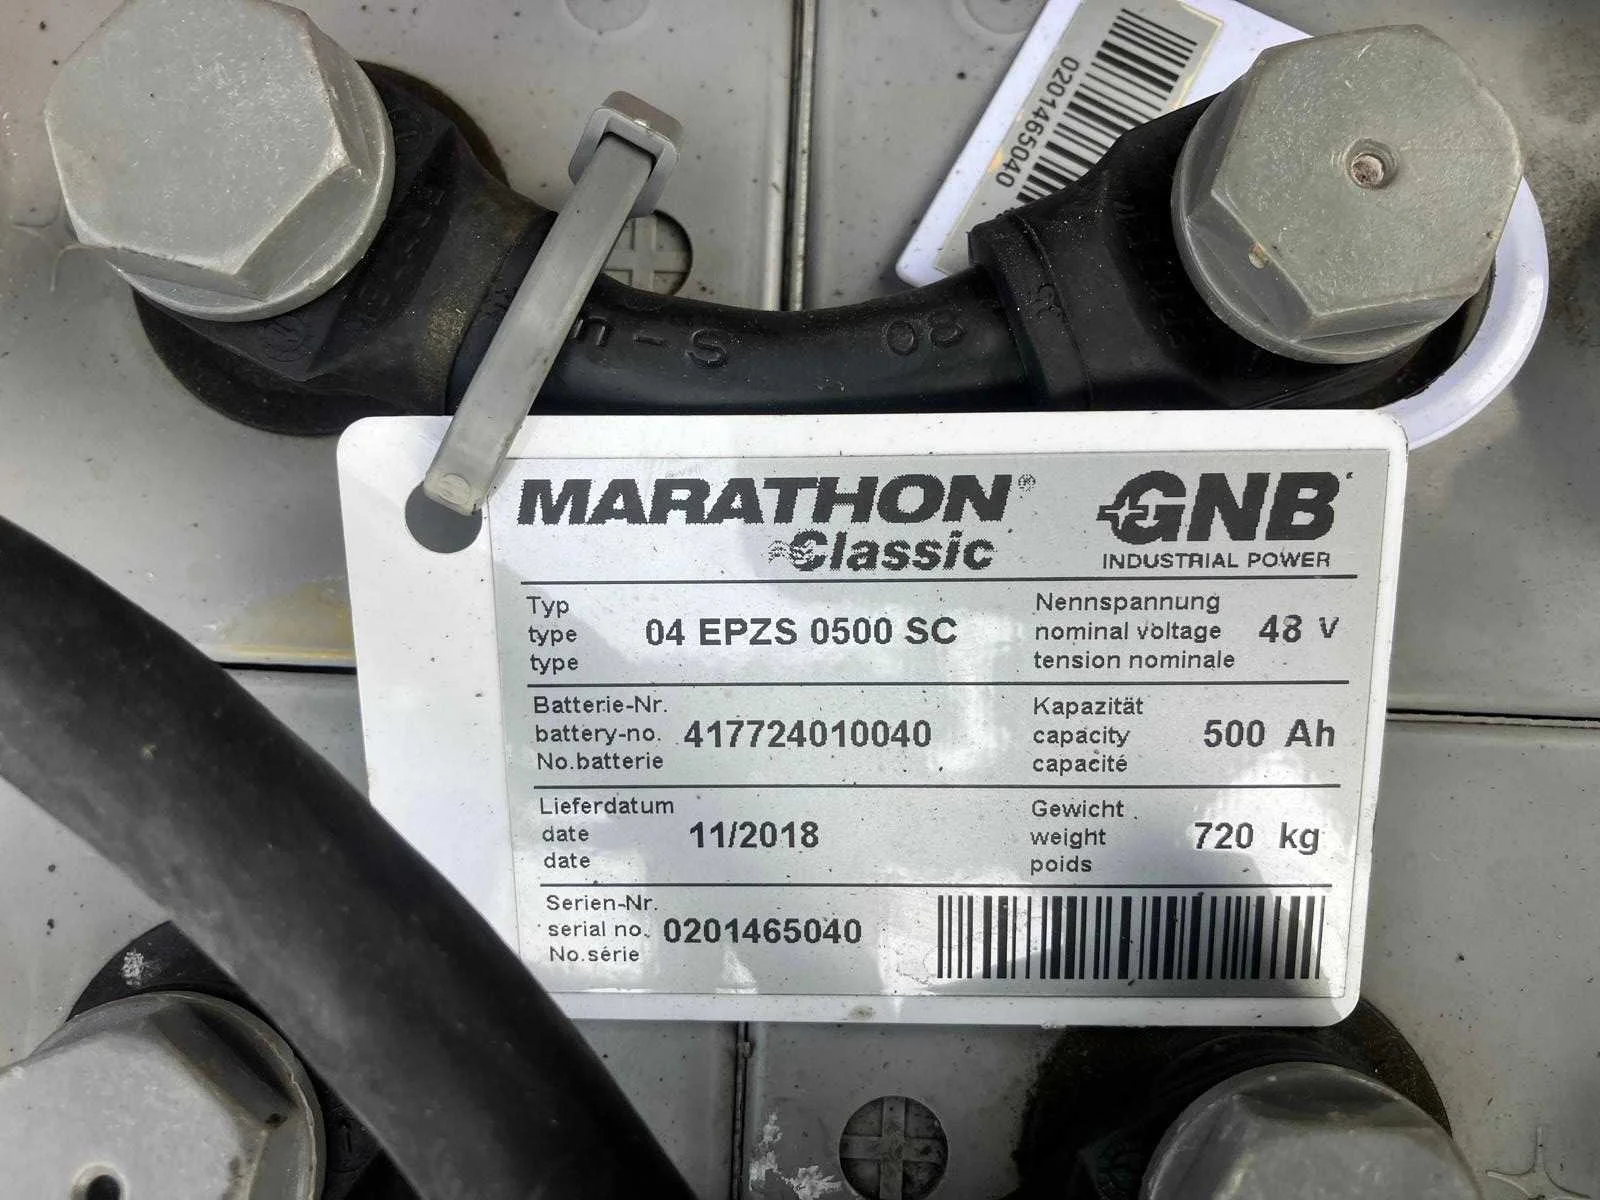 0201465040
U - S 08
MARATHON® GNB
Classic INDUSTRIAL POWER
Typ
type 04 EPZS 0500 SC
type
Nennspannung
nominal voltage 48 V
tension nominale
Batterie-Nr.
battery-no. 417724010040
No.batterie
Kapazität
capacity 500 Ah
capacité
Lieferdatum
date 11/2018
date
Gewicht
weight 720 kg
poids
Serien-Nr.
serial no. 0201465040
No.série